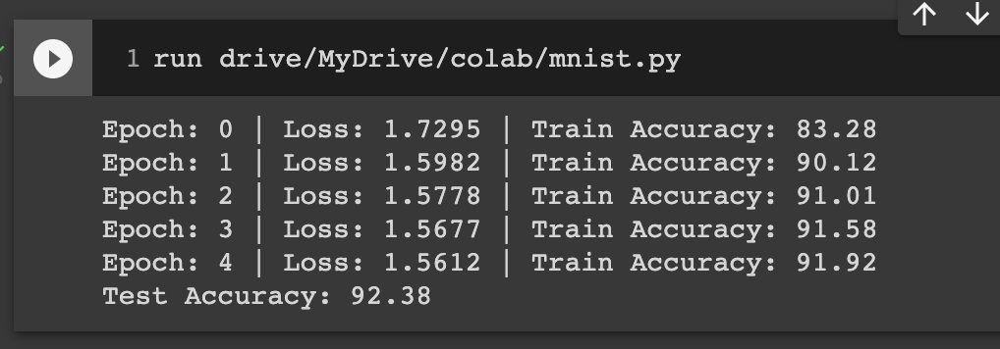 1 run drive/MyDrive/colab/mnist.py
Epoch: 0 | Loss: 1.7295 | Train Accuracy: 83.28
Epoch: 1 | Loss: 1.5982 | Train Accuracy: 90.12
Epoch: 2 | Loss: 1.5778 | Train Accuracy: 91.01
Epoch: 3 | Loss: 1.5677 | Train Accuracy: 91.58
Epoch: 4 | Loss: 1.5612 | Train Accuracy: 91.92
Test Accuracy: 92.38